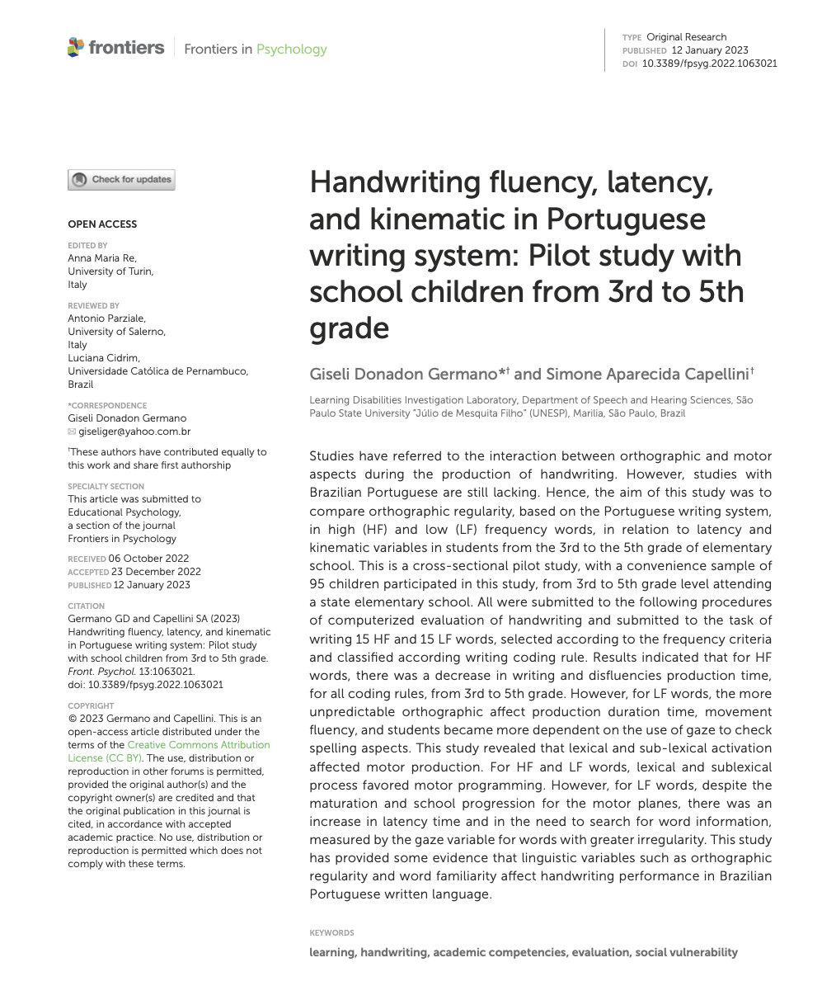 frontiers
Frontiers in Psychology
TYPE Original Research
PUBLISHED 12 January 2023
DOI 10.3389/fpsyg.2022.1063021
Check for updates
OPEN ACCESS
EDITED BY
Anna Maria Re,
University of Turin,
Italy
REVIEWED BY
Antonio Parziale,
University of Salerno,
Italy
Luciana Cidrim,
Universidade Católica de Pernambuco,
Brazil
*CORRESPONDENCE
Giseli Donadon Germano
✉ giseliger@yahoo.com.br
†These authors have contributed equally to
this work and share first authorship
SPECIALTY SECTION
This article was submitted to
Educational Psychology,
a section of the journal
Frontiers in Psychology
RECEIVED 06 October 2022
ACCEPTED 23 December 2022
PUBLISHED 12 January 2023
CITATION
Germano GD and Capellini SA (2023)
Handwriting fluency, latency, and kinematic
in Portuguese writing system: Pilot study
with school children from 3rd to 5th grade.
Front. Psychol. 13:1063021.
doi: 10.3389/fpsyg.2022.1063021
COPYRIGHT
© 2023 Germano and Capellini. This is an
open-access article distributed under the
terms of the Creative Commons Attribution
License (CC BY). The use, distribution or
reproduction in other forums is permitted,
provided the original author(s) and the
copyright owner(s) are credited and that
the original publication in this journal is
cited, in accordance with accepted
academic practice. No use, distribution or
reproduction is permitted which does not
comply with these terms.
Handwriting fluency, latency,
and kinematic in Portuguese
writing system: Pilot study with
school children from 3rd to 5th
grade
Giseli Donadon Germano*† and Simone Aparecida Capellini†
Learning Disabilities Investigation Laboratory, Department of Speech and Hearing Sciences, São
Paulo State University “Júlio de Mesquita Filho” (UNESP), Marilia, São Paulo, Brazil
Studies have referred to the interaction between orthographic and motor
aspects during the production of handwriting. However, studies with
Brazilian Portuguese are still lacking. Hence, the aim of this study was to
compare orthographic regularity, based on the Portuguese writing system,
in high (HF) and low (LF) frequency words, in relation to latency and
kinematic variables in students from the 3rd to the 5th grade of elementary
school. This is a cross-sectional pilot study, with a convenience sample of
95 children participated in this study, from 3rd to 5th grade level attending
a state elementary school. All were submitted to the following procedures
of computerized evaluation of handwriting and submitted to the task of
writing 15 HF and 15 LF words, selected according to the frequency criteria
and classified according writing coding rule. Results indicated that for HF
words, there was a decrease in writing and disfluencies production time,
for all coding rules, from 3rd to 5th grade. However, for LF words, the more
unpredictable orthographic affect production duration time, movement
fluency, and students became more dependent on the use of gaze to check
spelling aspects. This study revealed that lexical and sub-lexical activation
affected motor production. For HF and LF words, lexical and sublexical
process favored motor programming. However, for LF words, despite the
maturation and school progression for the motor planes, there was an
increase in latency time and in the need to search for word information,
measured by the gaze variable for words with greater irregularity. This study
has provided some evidence that linguistic variables such as orthographic
regularity and word familiarity affect handwriting performance in Brazilian
Portuguese written language.
KEYWORDS
learning, handwriting, academic competencies, evaluation, social vulnerability